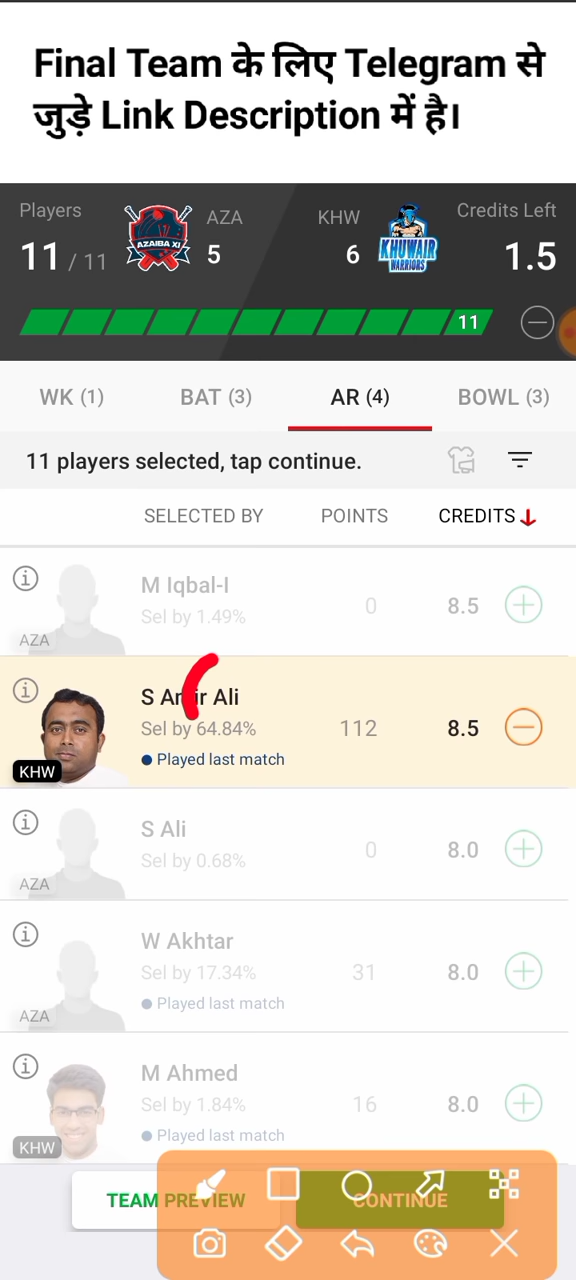 Final Team के लिए Telegram से
जुड़े Link Description में है।
Players
AZA
KHW
Credits Left
11 / 11
AZAIBA XI
5
6
KHUWAIR
WARRIORS
1.5
11
WK (1)
BAT (3)
AR (4)
BOWL (3)
11 players selected, tap continue.
SELECTED BY
POINTS
CREDITS
M Iqbal-I
Sel by 1.49%
0
8.5
AZA
S Amir Ali
Sel by 64.84%
112
8.5
Played last match
KHW
S Ali
Sel by 0.68%
0
8.0
AZA
W Akhtar
Sel by 17.34%
31
8.0
Played last match
AZA
M Ahmed
Sel by 1.84%
16
8.0
Played last match
KHW
TEAM PREVIEW
CONTINUE